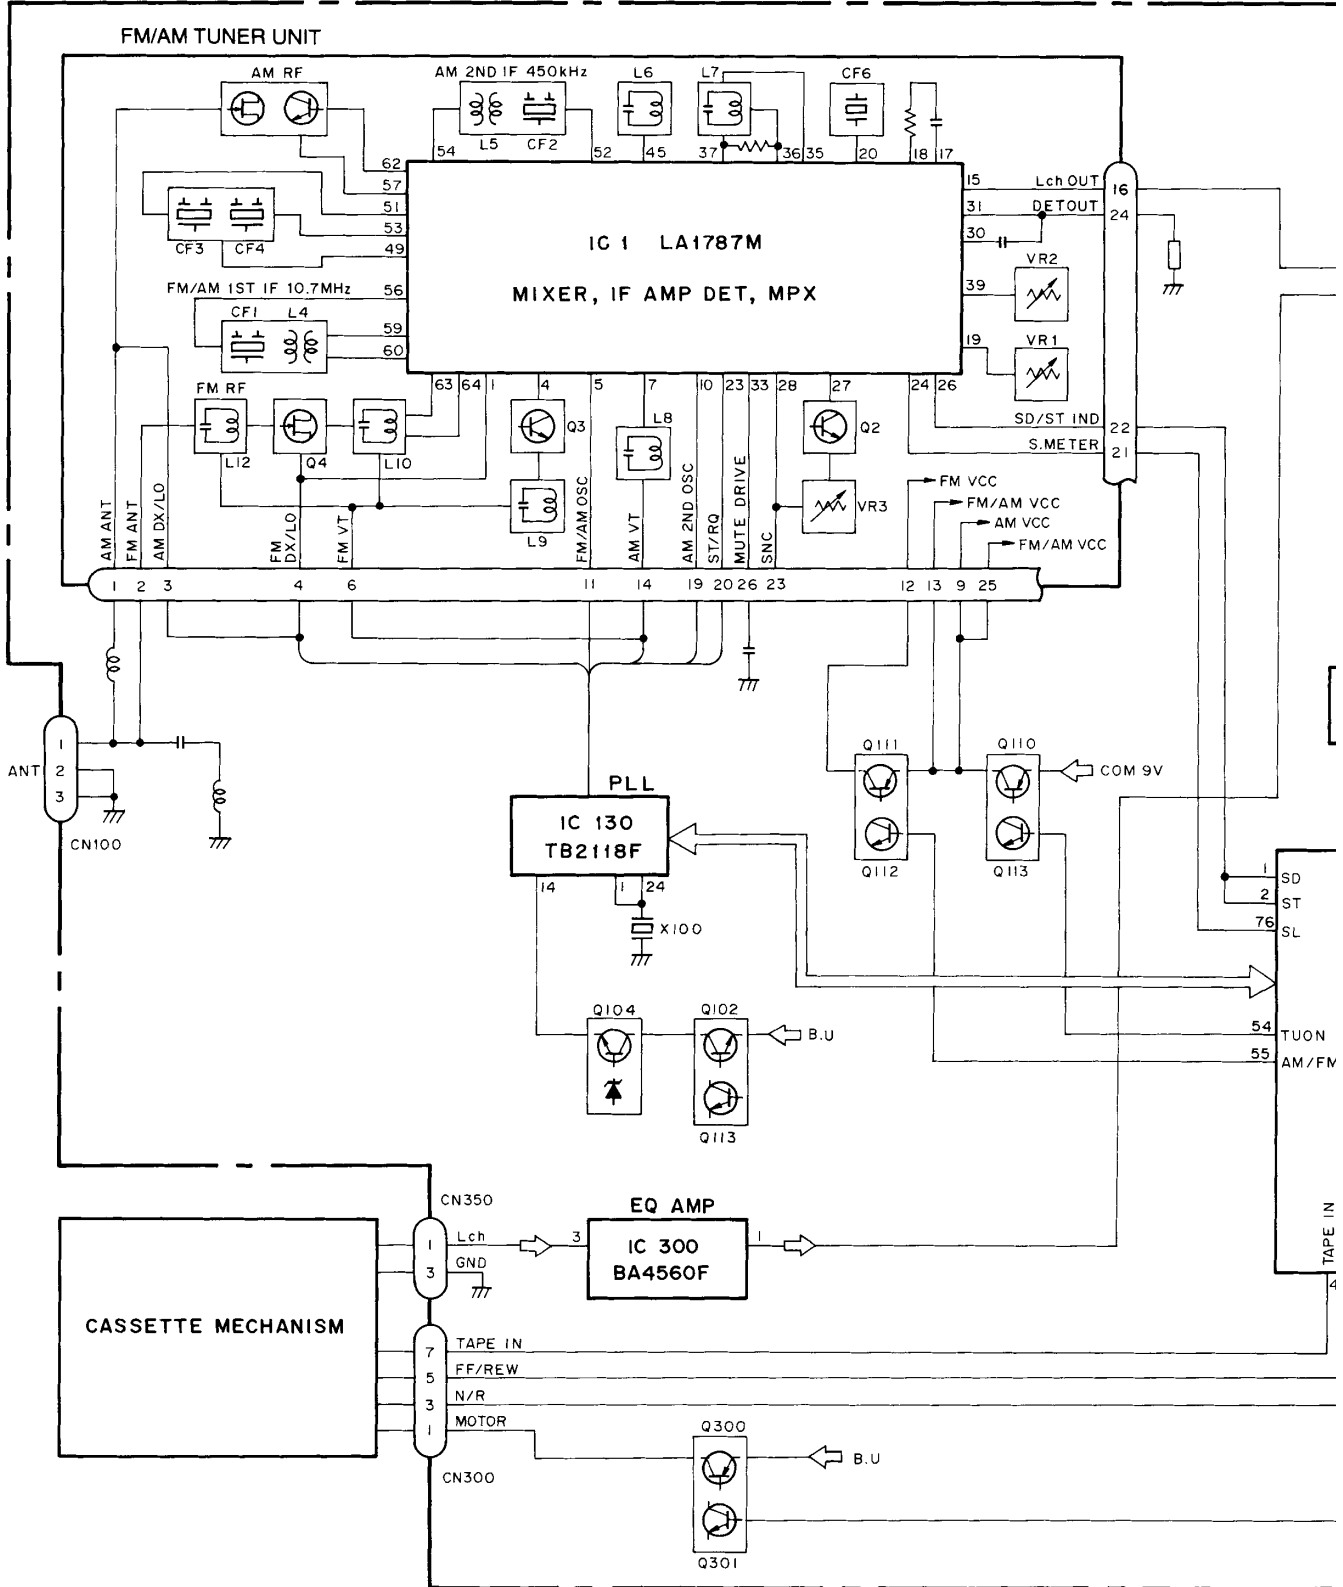 FM/AM TUNER UNIT
AM RF
AM 2ND IF 450kHz
L6
L7
CF6
L5
CF2
54
52
45
37
36
35
20
18
17
62
57
51
53
49
56
59
60
CF3
CF4
FM/AM 1ST IF 10.7MHz
CF1
L4
IC 1 LA1787M
MIXER, IF AMP DET, MPX
15
Lch OUT
16
31
DETOUT
24
30
39
VR2
19
VR1
63
64
1
4
5
7
10
23
33
28
27
24
26
FM RF
L12
Q4
L10
Q3
L9
L8
Q2
VR3
SD/ST IND
22
S.METER
21
FM VCC
FM/AM VCC
AM VCC
FM/AM VCC
AM ANT
FM ANT
AM DX/LO
FM DX/LO
FM VT
FM/AM OSC
AM VT
AM 2ND OSC
ST/RQ
MUTE DRIVE
SNC
1
2
3
4
6
11
14
19
20
26
23
12
13
9
25
ANT
1
2
3
CN100
PLL
IC 130
TB2118F
14
1
24
X100
Q111
Q112
Q110
Q113
COM 9V
1
SD
2
ST
76
SL
54
TUON
55
AM/FM
Q104
Q102
Q113
B.U
CN350
EQ AMP
1
Lch
3
IC 300
BA4560F
1
3
GND
CASSETTE MECHANISM
TAPE IN
4
7
TAPE IN
5
FF/REW
3
N/R
1
MOTOR
CN300
Q300
B.U
Q301